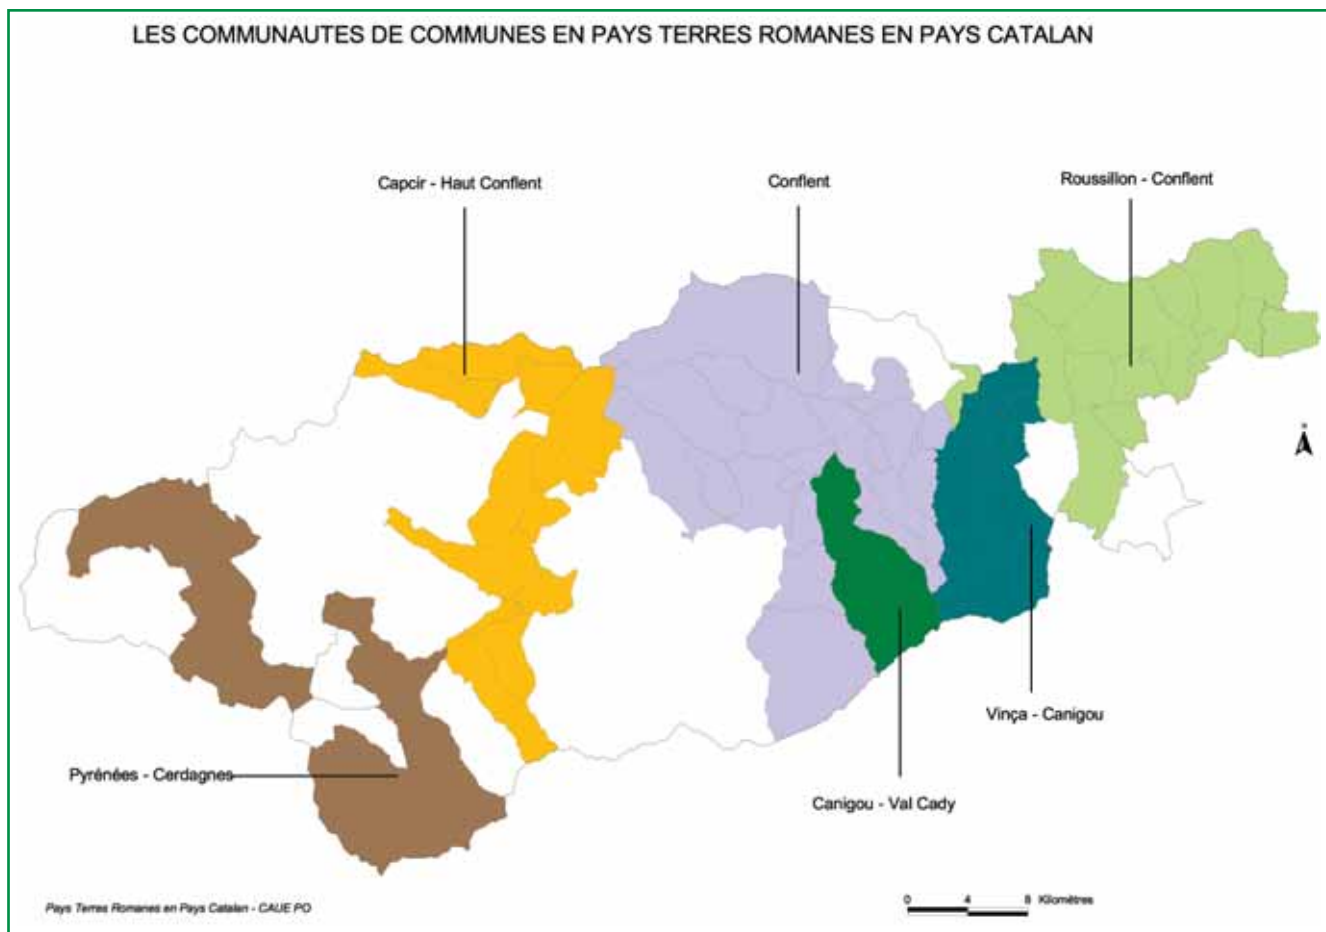 LES COMMUNAUTES DE COMMUNES EN PAYS TERRES ROMANES EN PAYS CATALAN
Capcir - Haut Conflent
Conflent
Roussillon - Conflent
Vinça - Canigou
Pyrénées - Cerdagnes
Canigou - Val Cady
Pays Terres Romanes en Pays Catalan - CAUE PO
0 4 8 Kilomètres